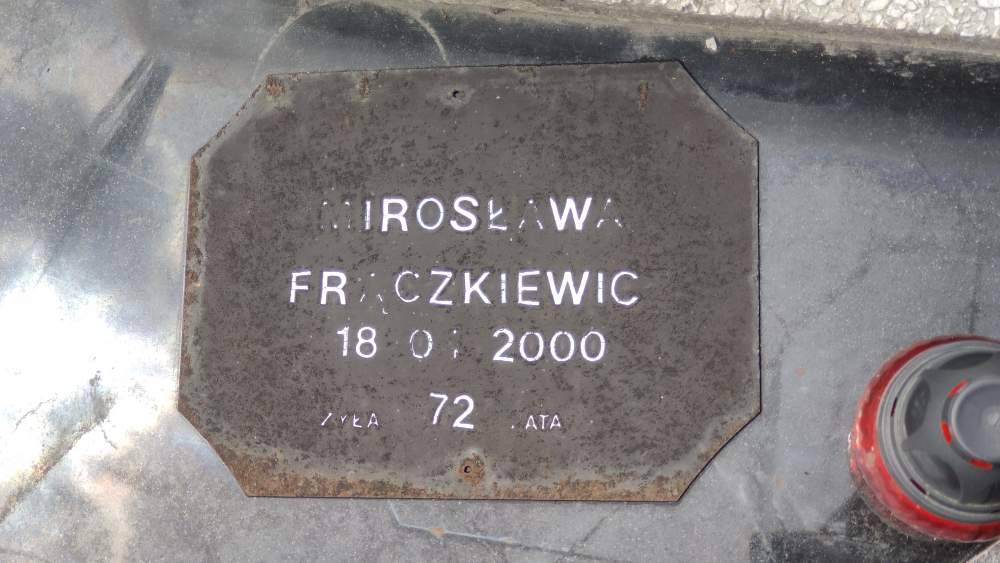 MIROSŁAWA
FRĄCZKIEWIC
18 2000
ŻYŁA 72 LATA